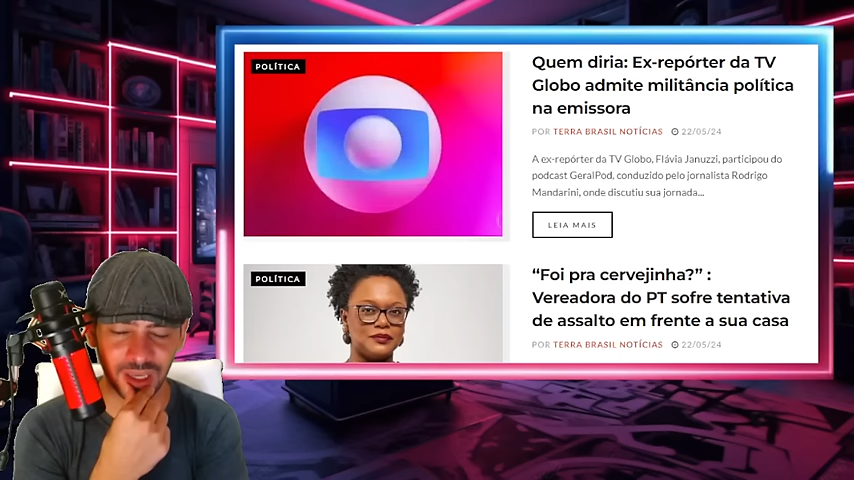 POLÍTICA
Quem diria: Ex-repórter da TV
Globo admite militância política
na emissora
POR TERRA BRASIL NOTÍCIAS 22/05/24
A ex-repórter da TV Globo, Flávia Januzzi, participou do
podcast GeralPod, conduzido pelo jornalista Rodrigo
Mandarini, onde discutiu sua jornada...
LEIA MAIS
POLÍTICA
“Foi pra cervejinha?” :
Vereadora do PT sofre tentativa
de assalto em frente a sua casa
POR TERRA BRASIL NOTÍCIAS 22/05/24